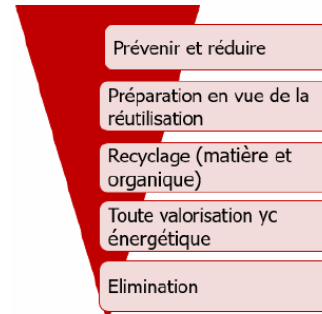 Prévenir et réduire
Préparation en vue de la
réutilisation
Recyclage (matière et
organique)
Toute valorisation yc
énergétique
Elimination